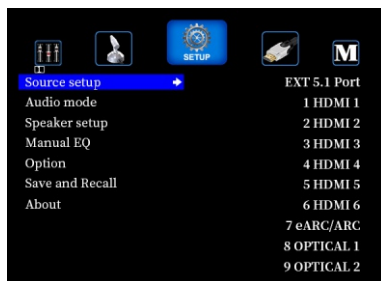 SETUP
M
Source setup
Audio mode
Speaker setup
Manual EQ
Option
Save and Recall
About
EXT 5.1 Port
1 HDMI 1
2 HDMI 2
3 HDMI 3
4 HDMI 4
5 HDMI 5
6 HDMI 6
7 eARC/ARC
8 OPTICAL 1
9 OPTICAL 2